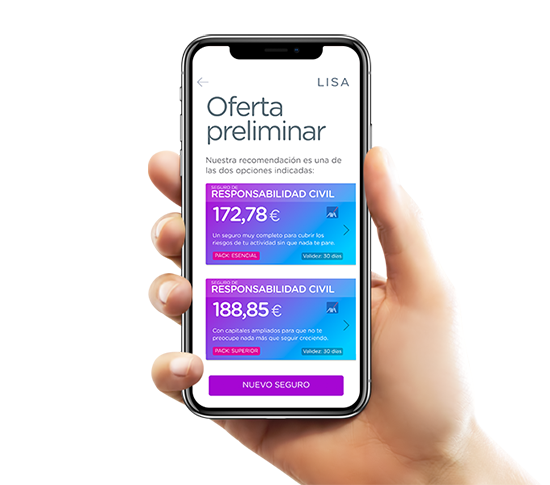 LISA
Oferta
preliminar
Nuestra recomendación es una de
las dos opciones indicadas:
SEGURO DE
RESPONSABILIDAD CIVIL
172,78 €
AXA
Un seguro muy completo para cubrir los
riesgos de tu actividad sin que nada te pare.
PACK: ESENCIAL
Validez: 30 días
SEGURO DE
RESPONSABILIDAD CIVIL
188,85 €
AXA
Con capitales ampliados para que no te
preocupe nada más que seguir creciendo.
PACK: SUPERIOR
Validez: 30 días
NUEVO SEGURO